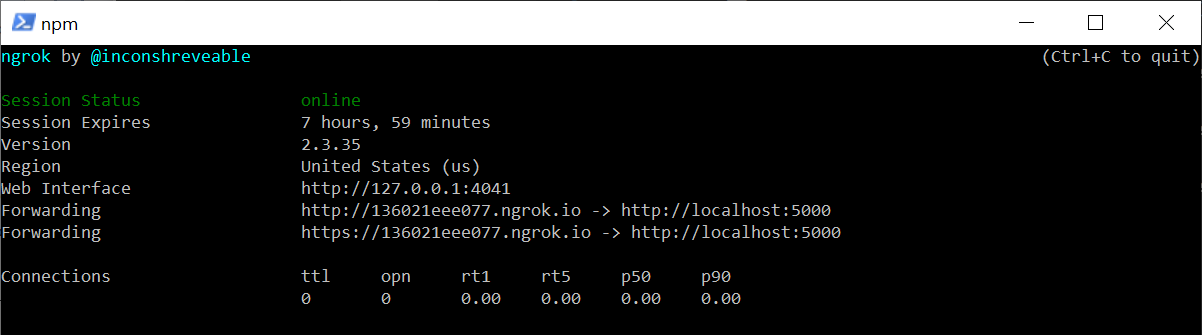 npm
ngrok by @inconshreveable (Ctrl+C to quit)
Session Status online
Session Expires 7 hours, 59 minutes
Version 2.3.35
Region United States (us)
Web Interface http://127.0.0.1:4041
Forwarding http://136021eee077.ngrok.io -> http://localhost:5000
Forwarding https://136021eee077.ngrok.io -> http://localhost:5000
Connections ttl opn rt1 rt5 p50 p90
0 0 0.00 0.00 0.00 0.00